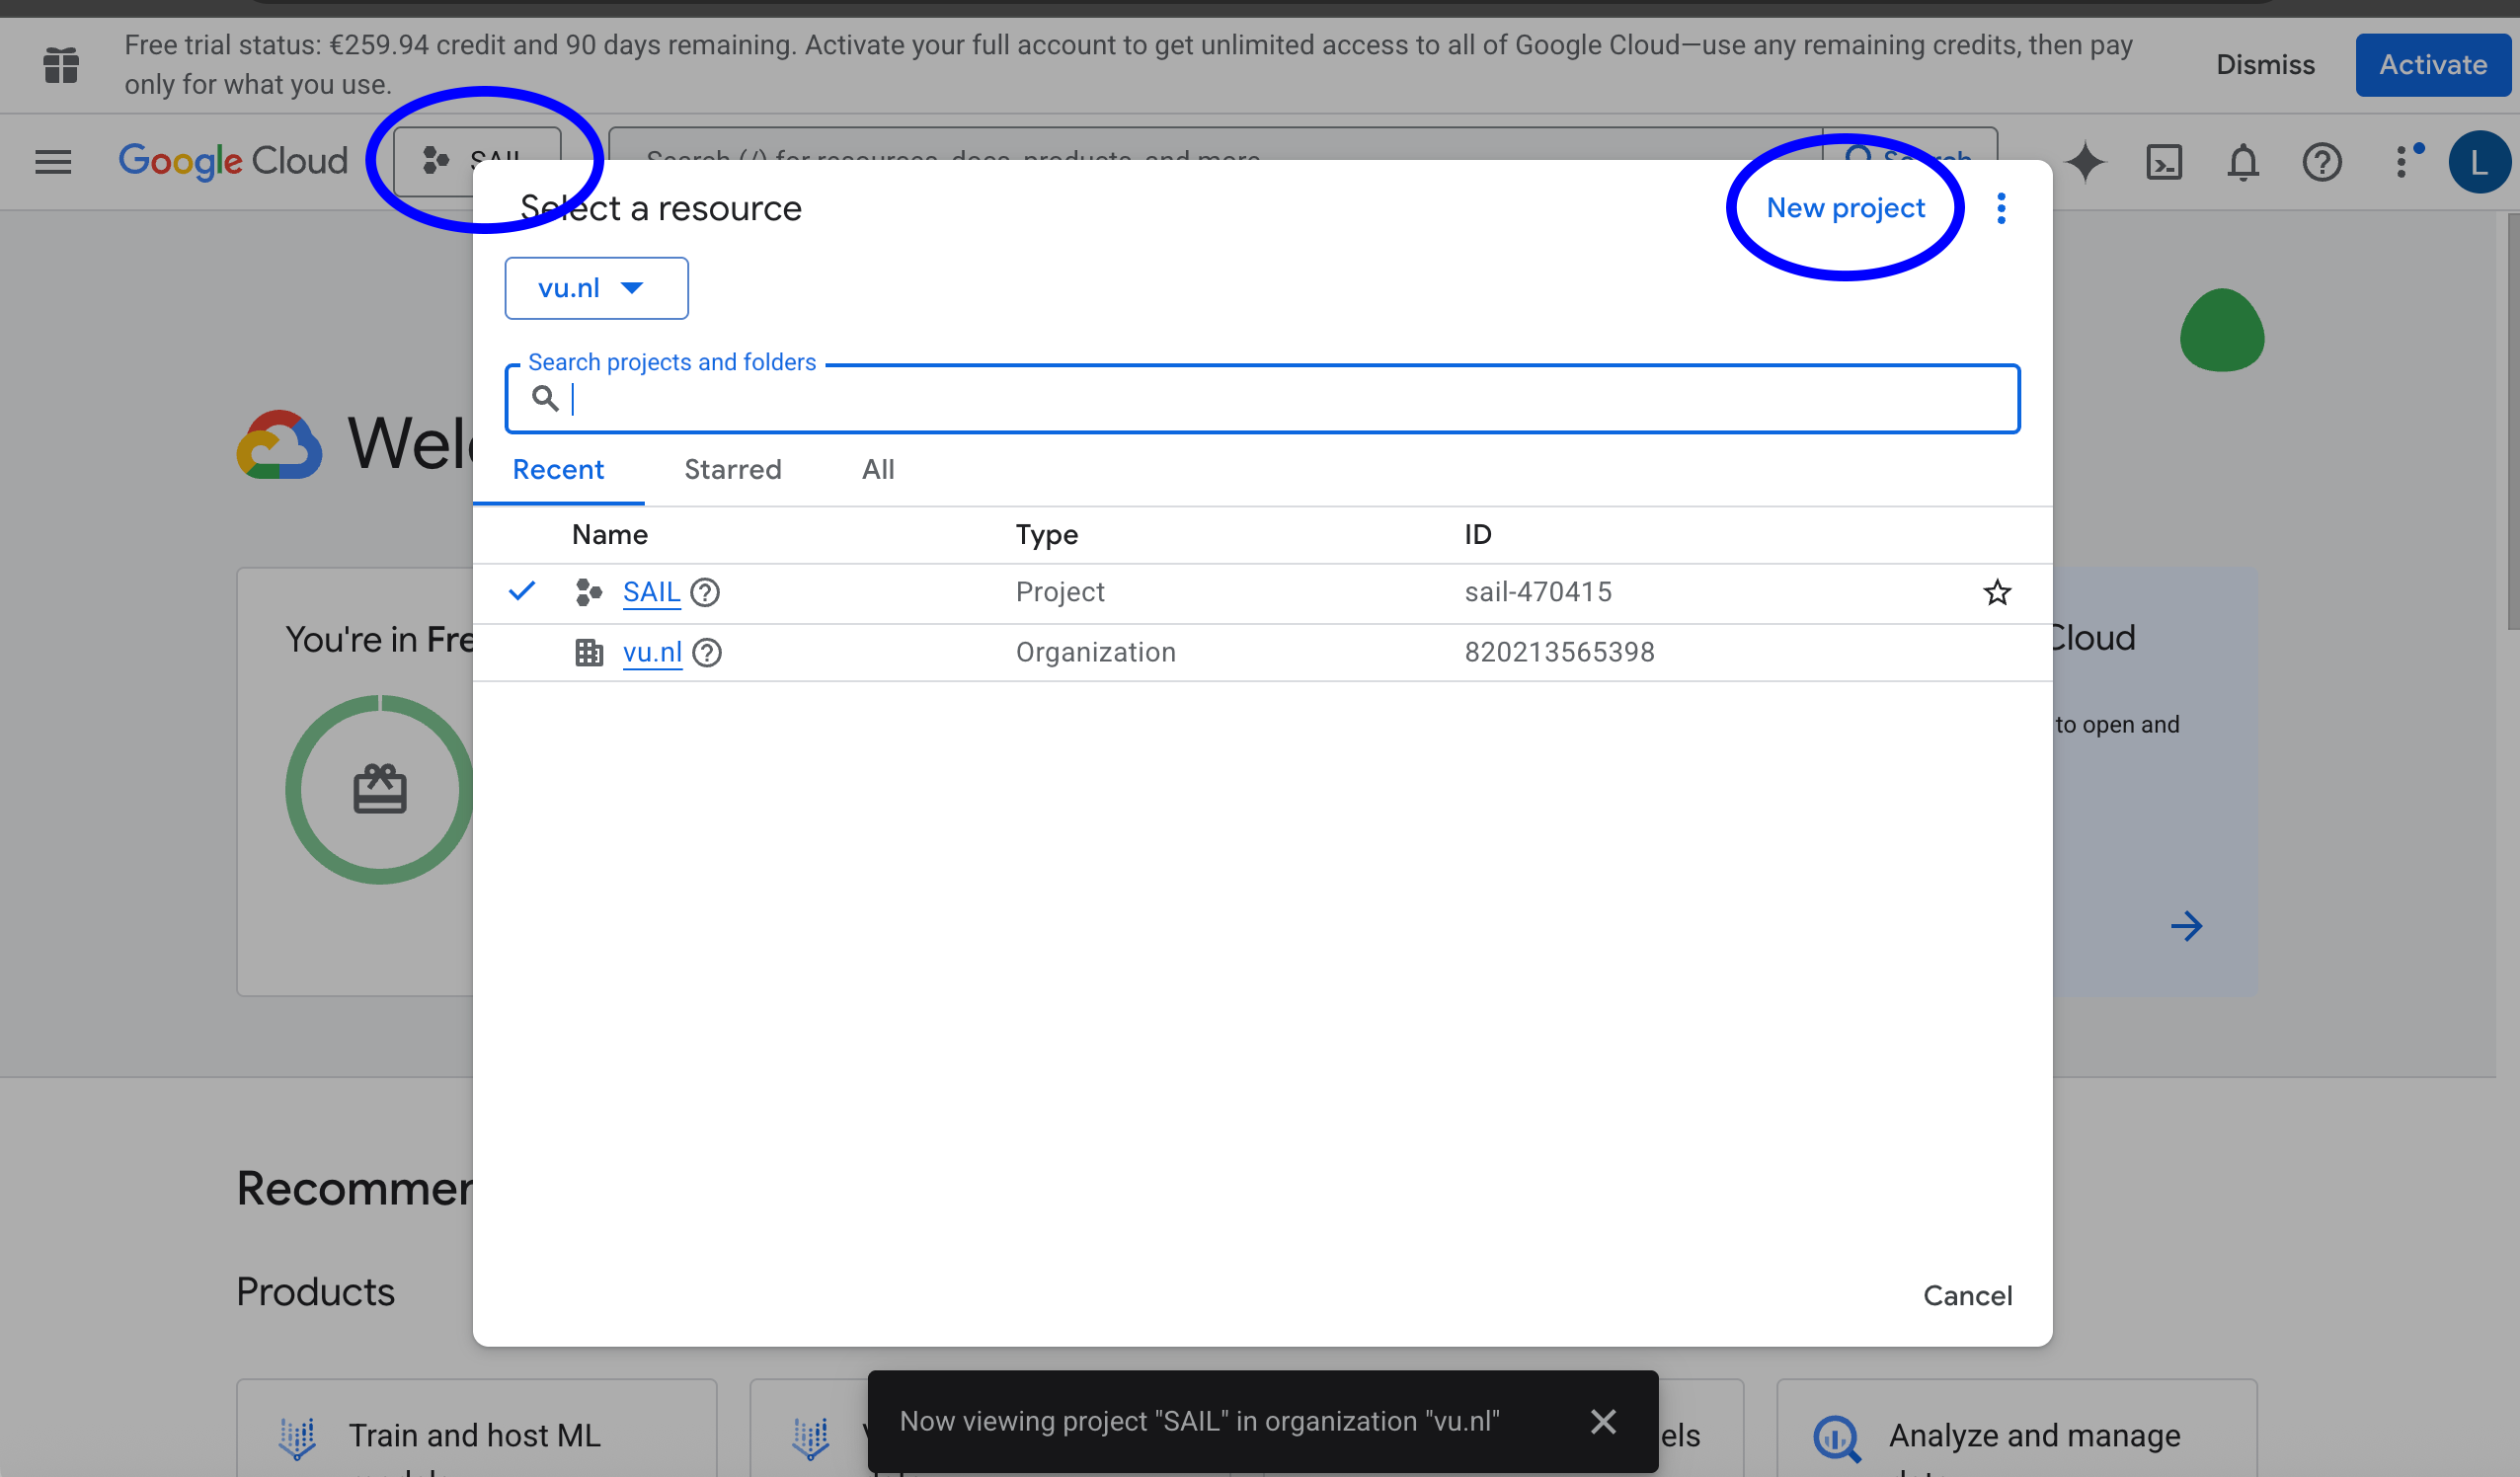 Free trial status: €259.94 credit and 90 days remaining. Activate your full account to get unlimited access to all of Google Cloud—use any remaining credits, then pay
only for what you use.
Dismiss
Activate
Google Cloud
SAIL
Search (/) for resources, docs, products, and more
Search
L
Select a resource
New project
vu.nl
Search projects and folders
Recent Starred All
Name Type ID
SAIL Project sail-470415
vu.nl Organization 820213565398
Cancel
You're in
Cloud
to open and
Products
Train and host ML
Analyze and manage
Now viewing project "SAIL" in organization "vu.nl"